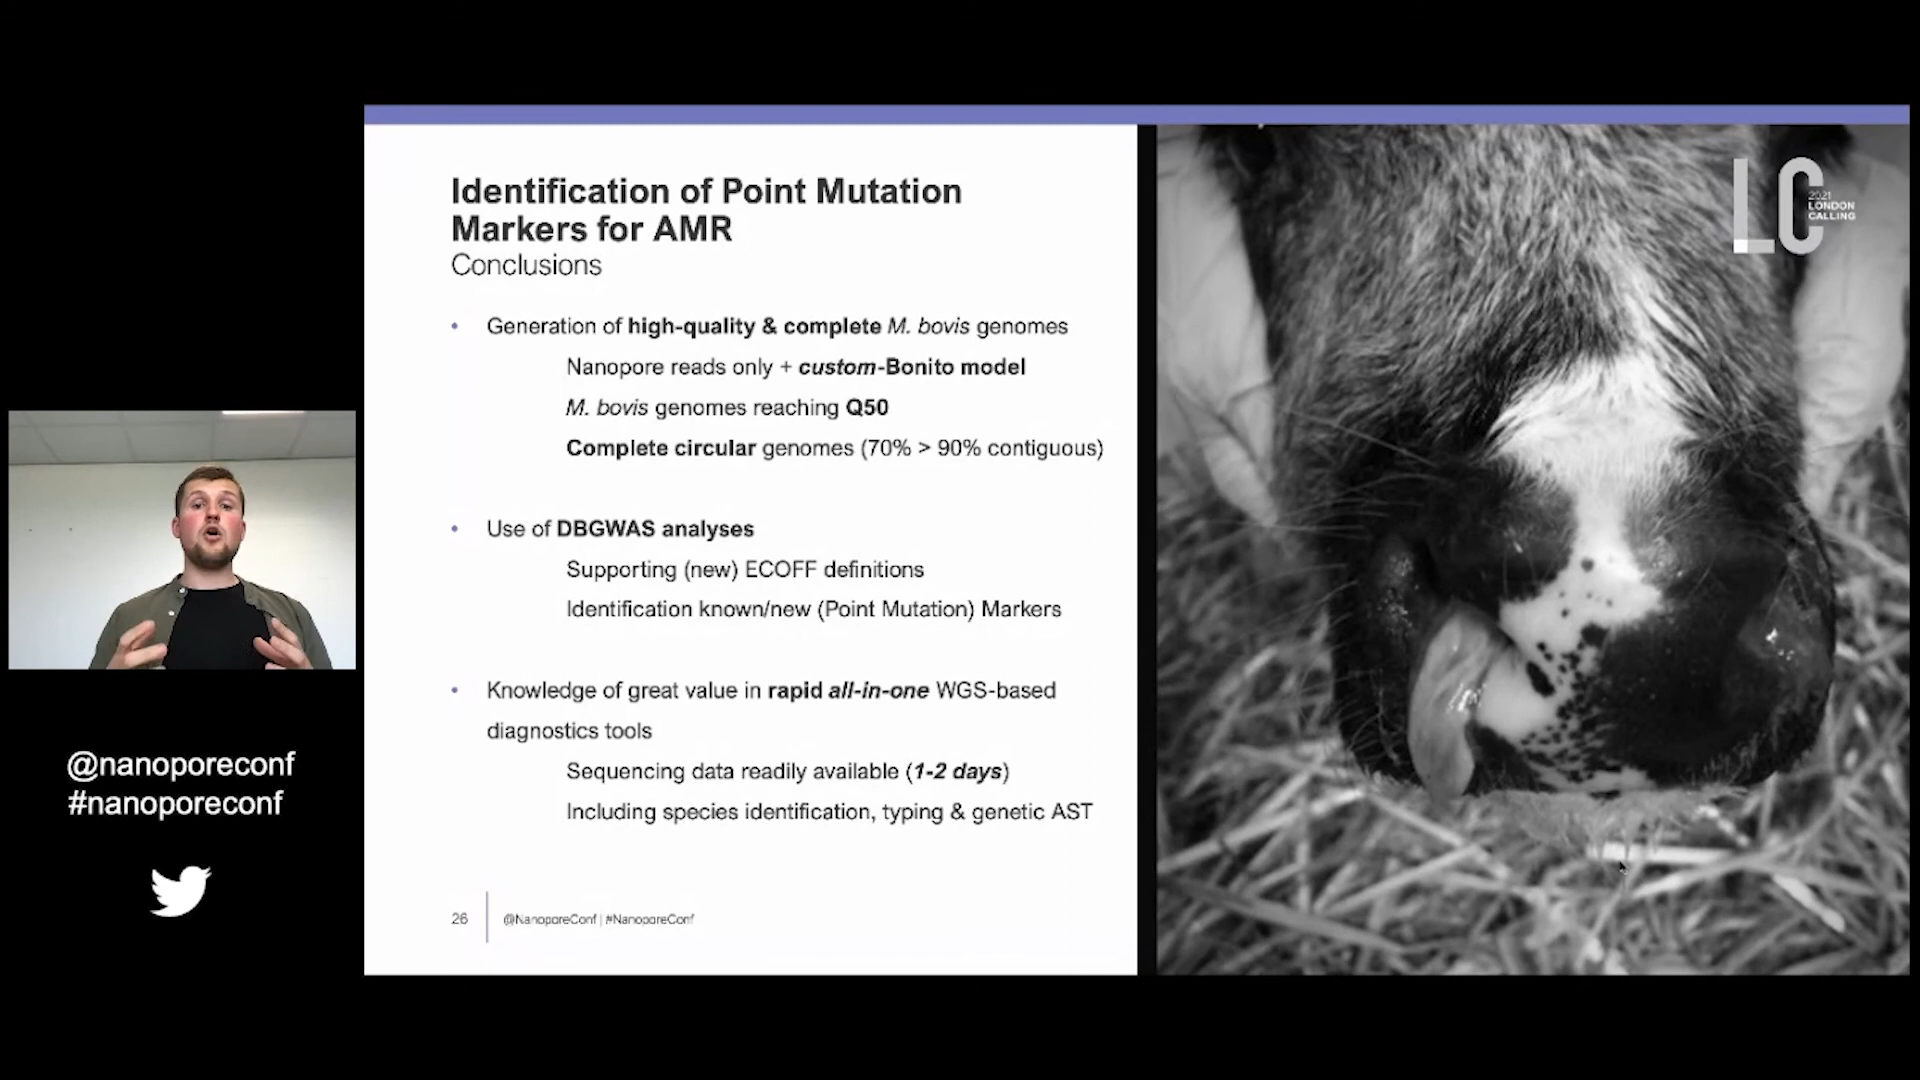 2021
LONDON
CALLING
LC
Identification of Point Mutation
Markers for AMR
Conclusions
• Generation of high-quality & complete M. bovis genomes
Nanopore reads only + custom-Bonito model
M. bovis genomes reaching Q50
Complete circular genomes (70% > 90% contiguous)
• Use of DBGWAS analyses
Supporting (new) ECOFF definitions
Identification known/new (Point Mutation) Markers
• Knowledge of great value in rapid all-in-one WGS-based
diagnostics tools
Sequencing data readily available (1-2 days)
Including species identification, typing & genetic AST
26
@NanoporeConf | #NanoporeConf
@nanoporeconf
#nanoporeconf